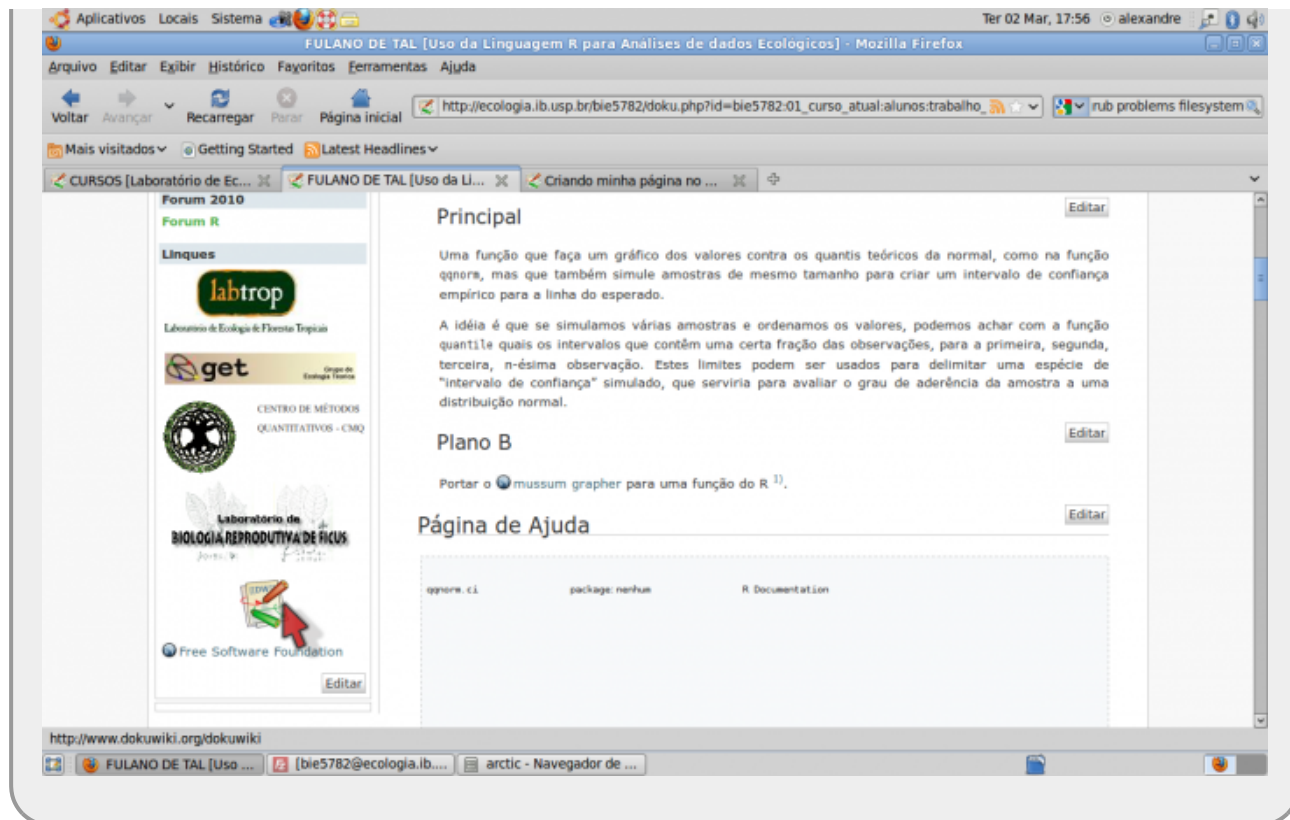 Aplicativos Locais Sistema
Ter 02 Mar, 17:56 alexandre
FULANO DE TAL [Uso da Linguagem R para Análises de dados Ecológicos] - Mozilla Firefox
Arquivo Editar Exibir Histórico Favoritos Ferramentas Ajuda
Voltar Avançar Recarregar Parar Página inicial
http://ecologia.ib.usp.br/bie5782/doku.php?id=bie5782:01_curso_atual:alunos:trabalho_
rub problems filesystem
Mais visitados Getting Started Latest Headlines
CURSOS [Laboratório de Ec... FULANO DE TAL [Uso da Li... Criando minha página no ...
Forum 2010
Forum R
Linques
labtrop
Laboratório de Ecologia de Florestas Tropicais
get
Grupo de
Ecologia Teórica
CENTRO DE MÉTODOS
QUANTITATIVOS - CMQ
Laboratório de
BIOLOGIA REPRODUTIVA DE FICUS
Free Software Foundation
Editar
Principal
Editar
Uma função que faça um gráfico dos valores contra os quantis teóricos da normal, como na função
qqnorm, mas que também simule amostras de mesmo tamanho para criar um intervalo de confiança
empírico para a linha do esperado.
A idéia é que se simulamos várias amostras e ordenamos os valores, podemos achar com a função
quantile quais os intervalos que contêm uma certa fração das observações, para a primeira, segunda,
terceira, n-ésima observação. Estes limites podem ser usados para delimitar uma espécie de
"intervalo de confiança" simulado, que serviria para avaliar o grau de aderência da amostra a uma
distribuição normal.
Plano B
Editar
Portar o mussum grapher para uma função do R 1).
Página de Ajuda
Editar
qqnorm.ci package:nenhum R Documentation
http://www.dokuwiki.org/dokuwiki
FULANO DE TAL [Uso ... [bie5782@ecologia.ib.... arctic - Navegador de ...